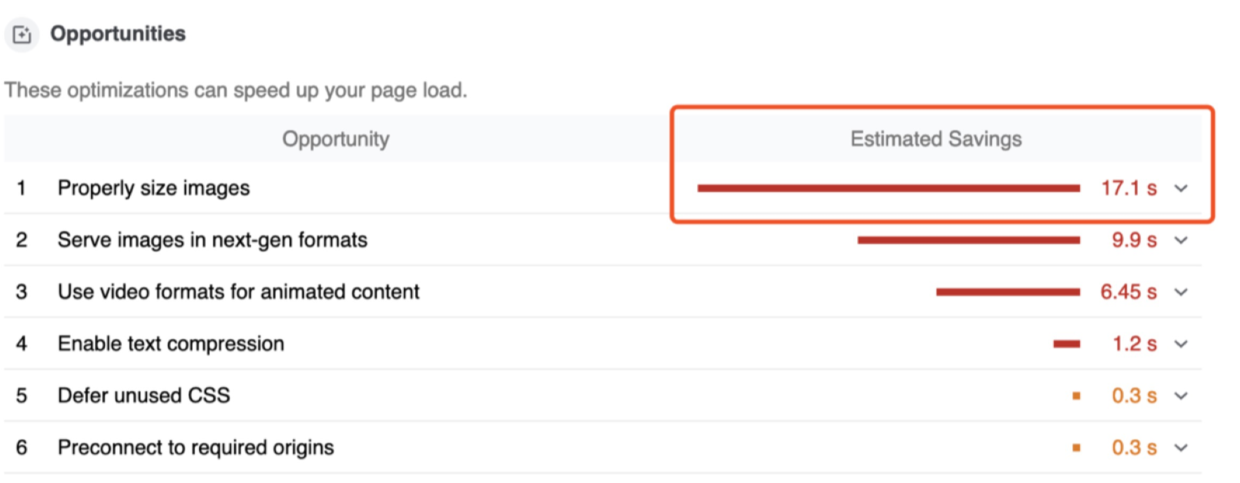 Opportunities
These optimizations can speed up your page load.
Opportunity Estimated Savings
1 Properly size images 17.1 s
2 Serve images in next-gen formats 9.9 s
3 Use video formats for animated content 6.45 s
4 Enable text compression 1.2 s
5 Defer unused CSS 0.3 s
6 Preconnect to required origins 0.3 s